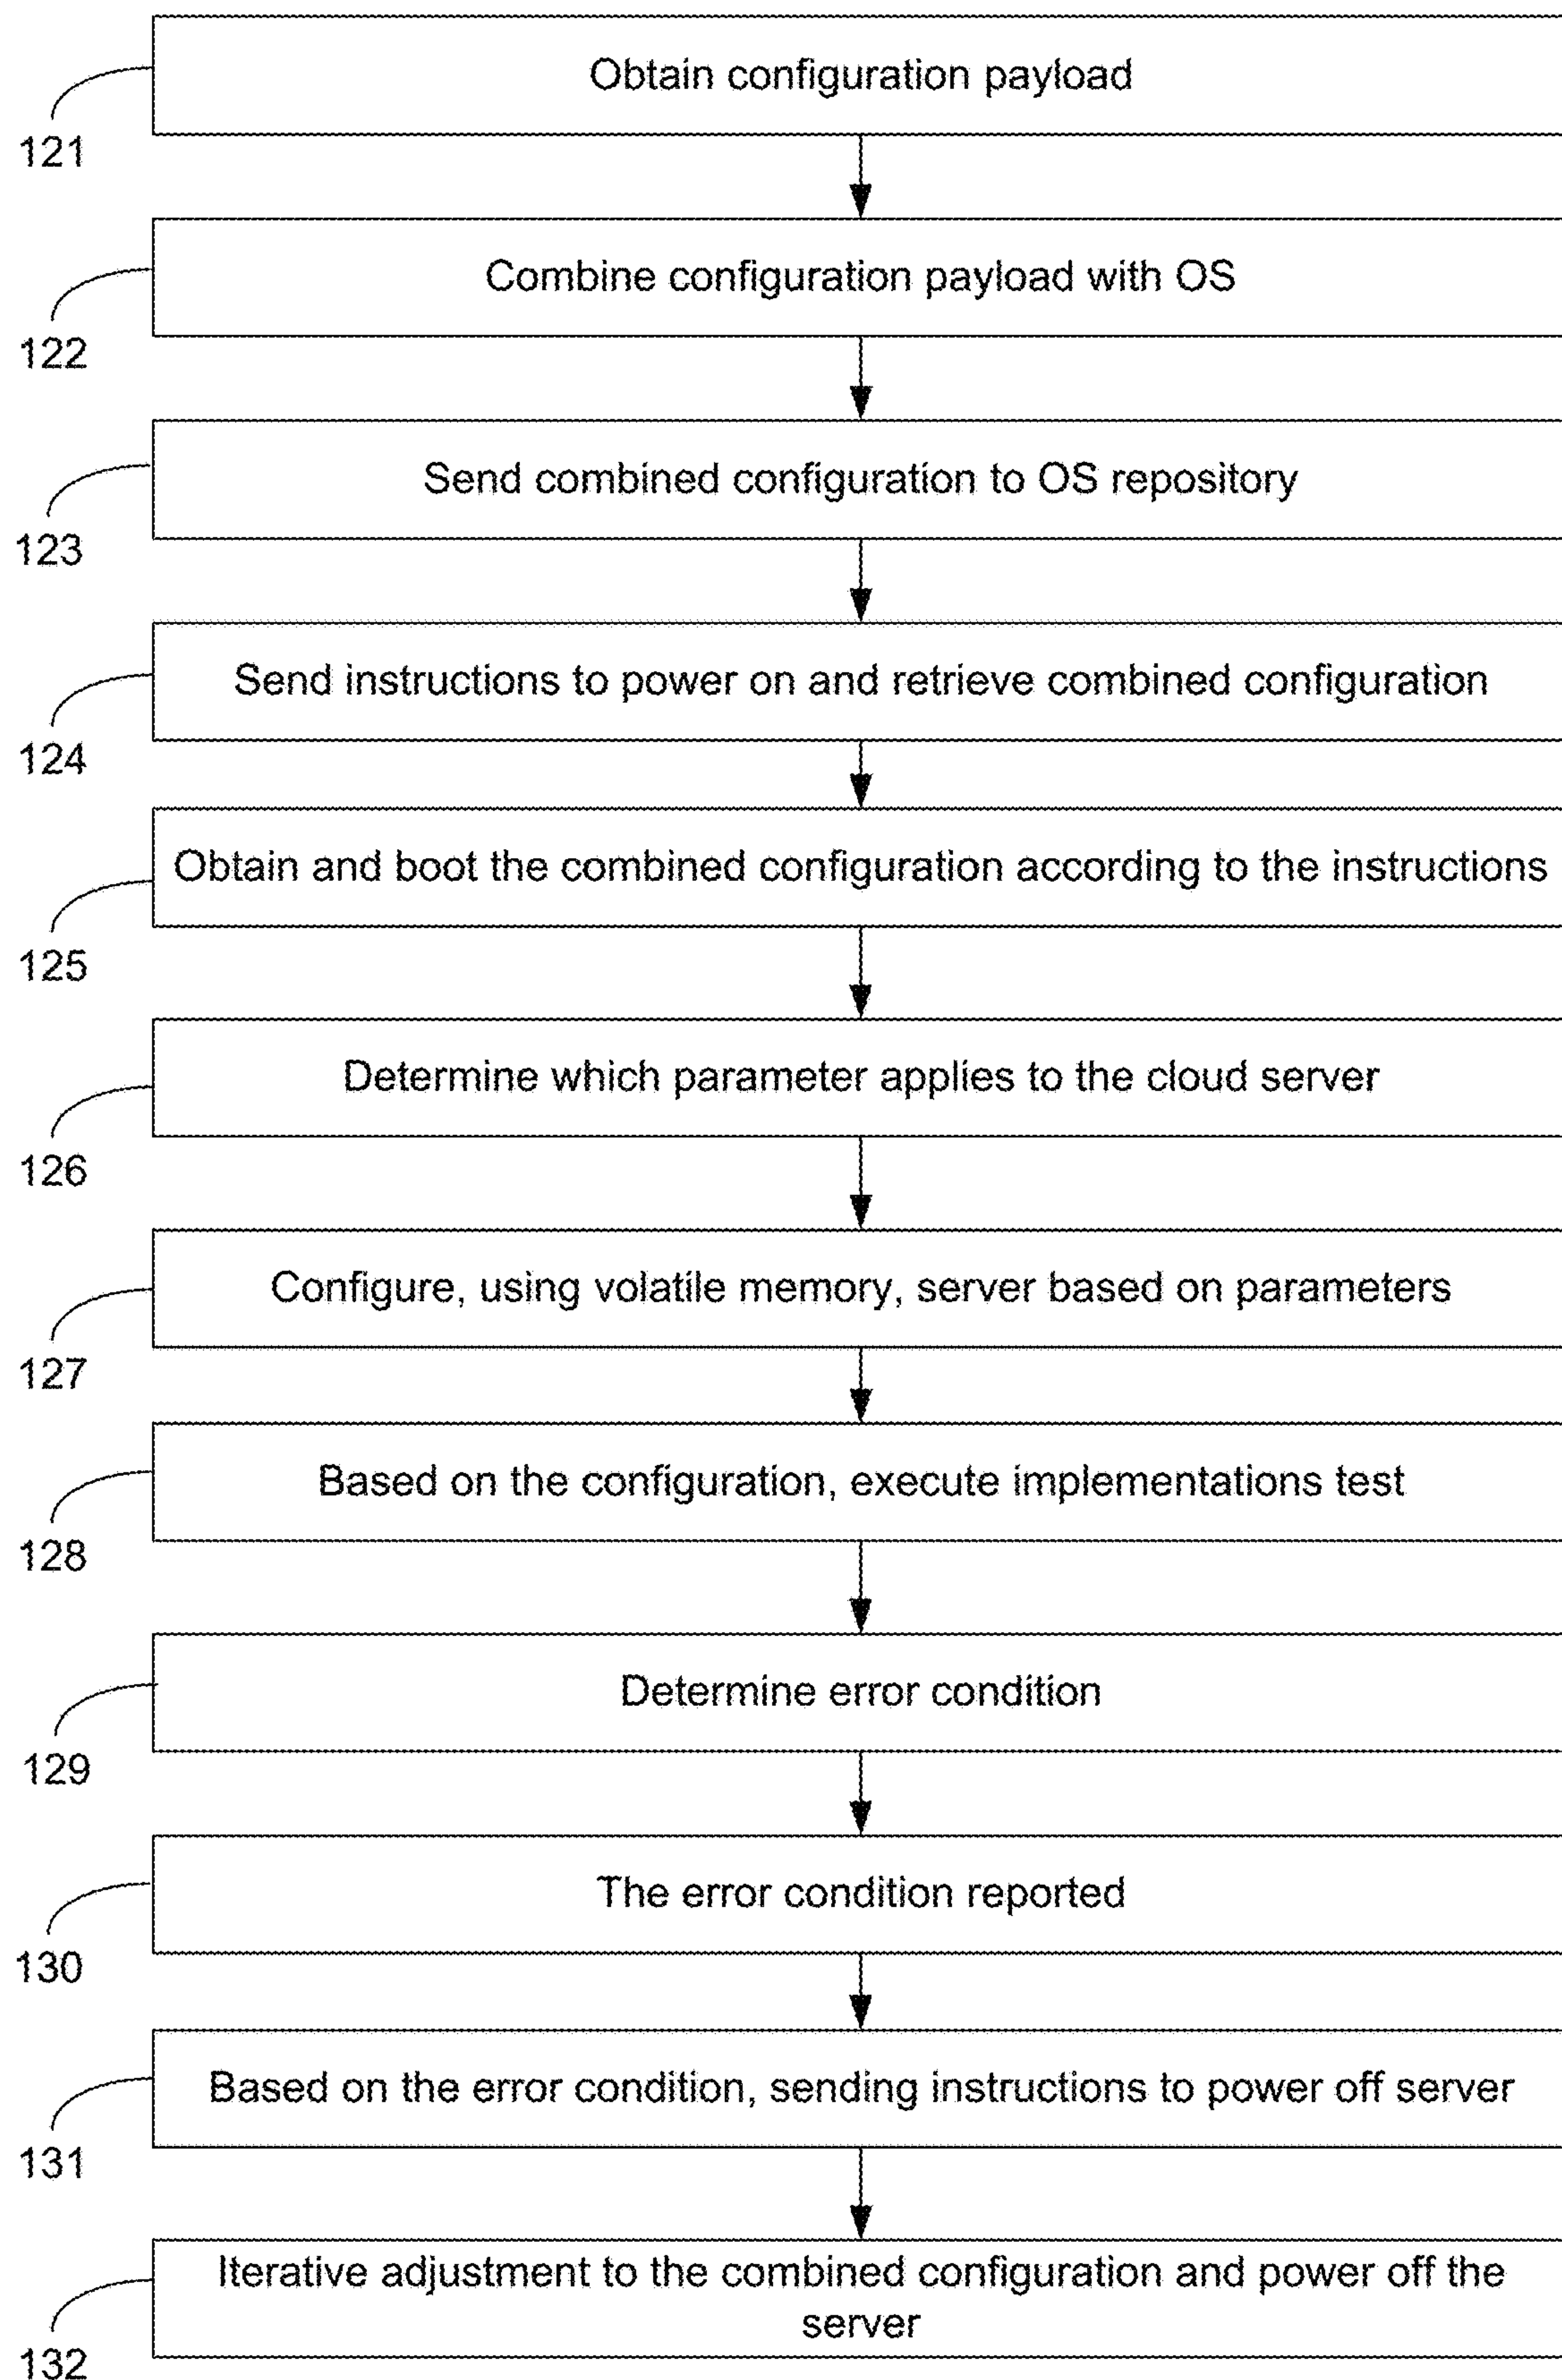 Obtain configuration payload
121
Combine configuration payload with OS
122
Send combined configuration to OS repository
123
Send instructions to power on and retrieve combined configuration
124
Obtain and boot the combined configuration according to the instructions
125
Determine which parameter applies to the cloud server
126
Configure, using volatile memory, server based on parameters
127
Based on the configuration, execute implementations test
128
Determine error condition
129
The error condition reported
130
Based on the error condition, sending instructions to power off server
131
Iterative adjustment to the combined configuration and power off the
server
132